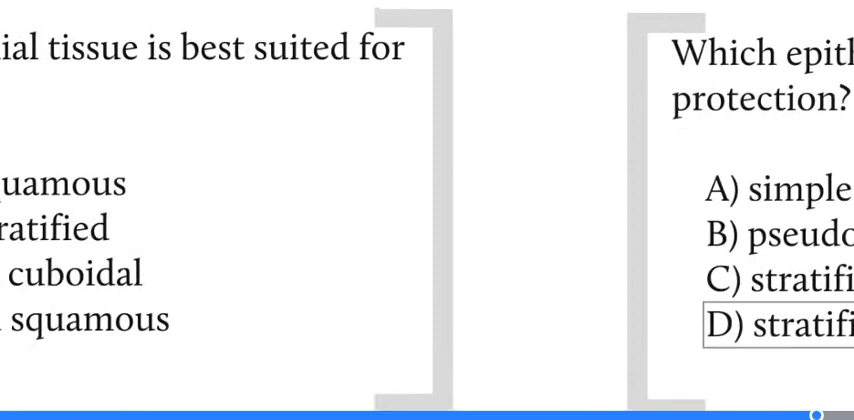 ial tissue is best suited for
uamous
ratified
cuboidal
squamous
Which epith
protection?
A) simple
B) pseudo
C) stratifi
D) stratifi